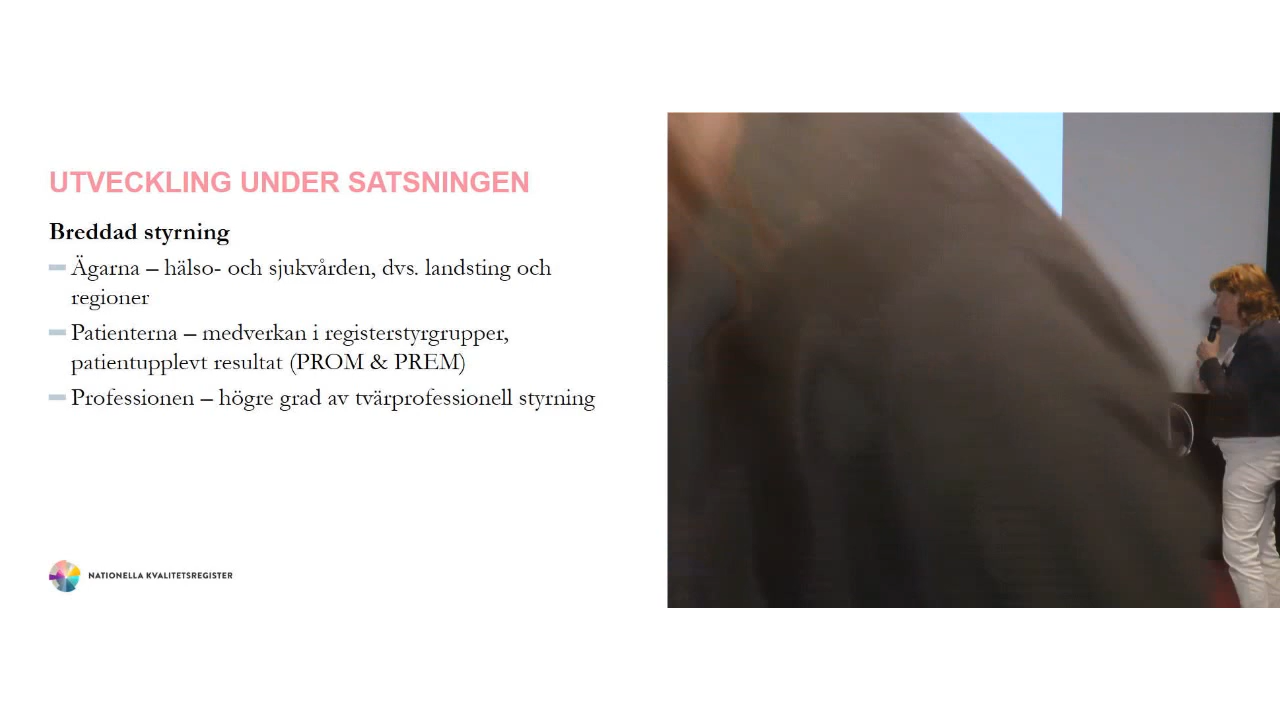 UTVECKLING UNDER SATSNINGEN
Breddad styrning
Ägarna – hälso- och sjukvården, dvs. landsting och
regioner
Patienterna – medverkan i registerstyrgrupper,
patientupplevt resultat (PROM & PREM)
Professionen – högre grad av tvärprofessionell styrning
NATIONELLA KVALITETSREGISTER